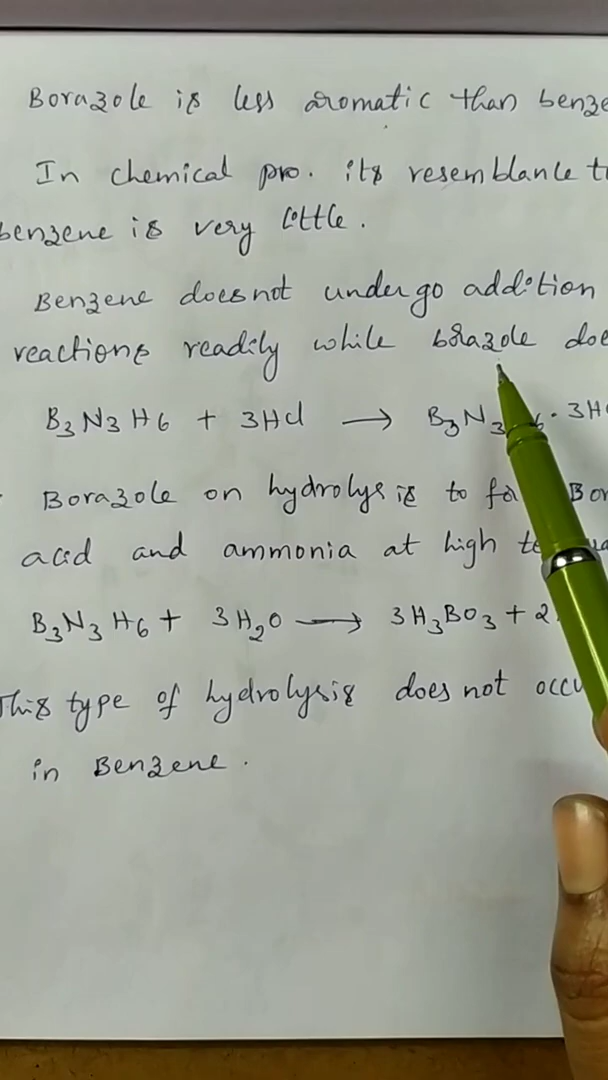 Borazole is less aromatic than benze
In chemical pro. its resemblance t
benzene is very little.
Benzene does not undergo addition
reactions readily while borazole doe
B₃N₃H₆ + 3HCl → B₃N₃ 6 . 3H
Borazole on hydrolysis to Bor
acid and ammonia at high
B₃N₃H₆ + 3H₂O → 3H₃BO₃ + 2
This type of hydrolysis does not occu
in Benzene.